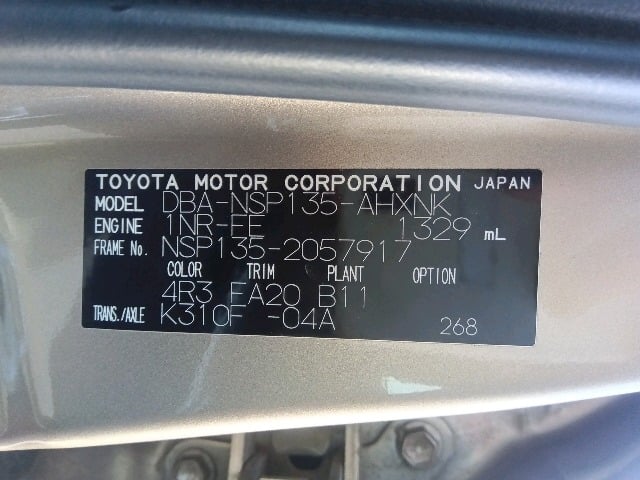 TOYOTA MOTOR CORPORATION JAPAN
MODEL DBA-NSP135-AHXNK
ENGINE 1NR-FE 1329 mL
FRAME No. NSP135-2057917
COLOR TRIM PLANT OPTION
4R3 FA20 B11
TRANS./AXLE K310F -04A 268